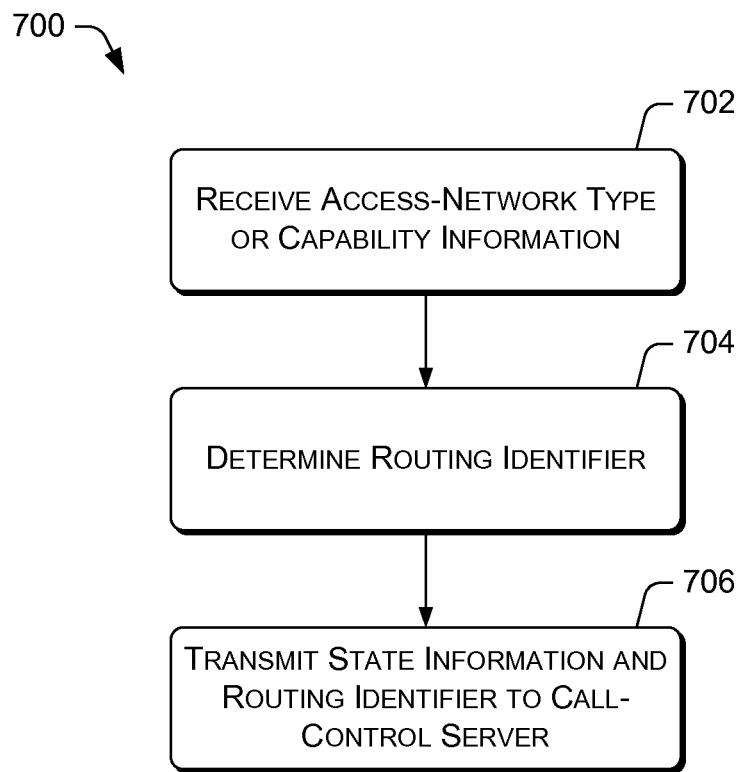 700
702
RECEIVE ACCESS-NETWORK TYPE
OR CAPABILITY INFORMATION
704
DETERMINE ROUTING IDENTIFIER
706
TRANSMIT STATE INFORMATION AND
ROUTING IDENTIFIER TO CALL-
CONTROL SERVER